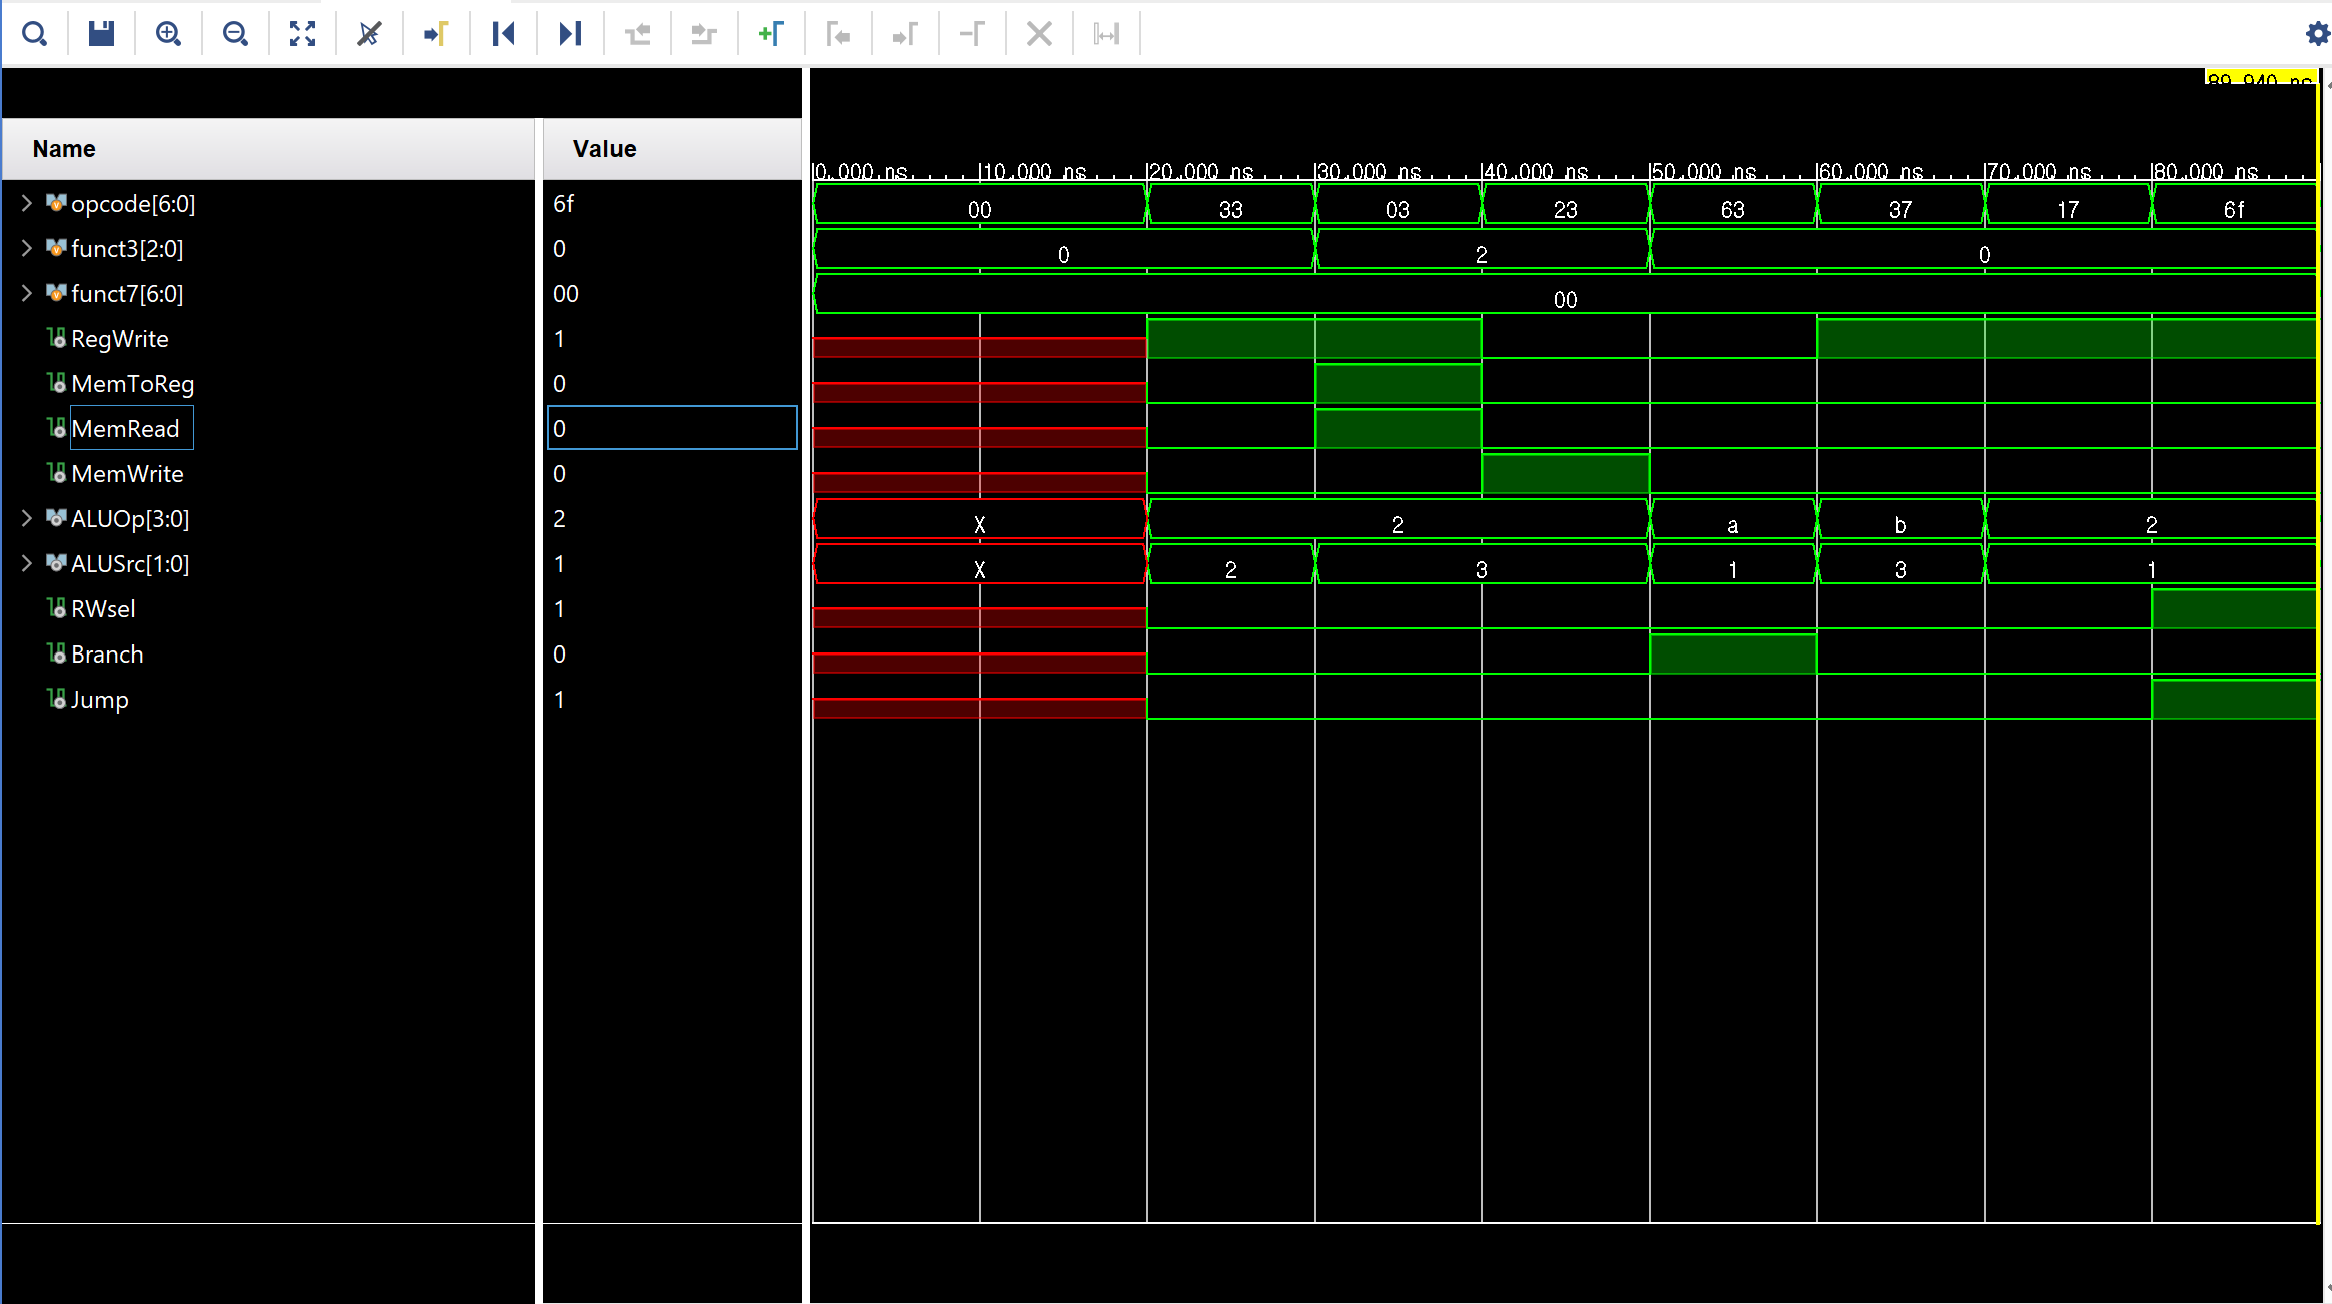 89.940 ns
Name Value
0.000 ns 10.000 ns 20.000 ns 30.000 ns 40.000 ns 50.000 ns 60.000 ns 70.000 ns 80.000 ns
opcode[6:0] 6f 00 33 03 23 63 37 17 6f
funct3[2:0] 0 0 2 0
funct7[6:0] 00 00
RegWrite 1
MemToReg 0
MemRead 0
MemWrite 0
ALUOp[3:0] 2 X 2 a b 2
ALUSrc[1:0] 1 X 2 3 1 3 1
RWsel 1
Branch 0
Jump 1